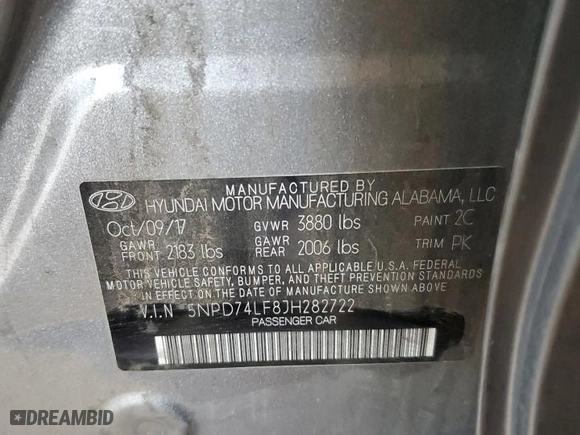 MANUFACTURED BY
HYUNDAI MOTOR MANUFACTURING ALABAMA, LLC
Oct/09/17 GVWR 3880 lbs PAINT 2C
GAWR FRONT 2183 lbs GAWR REAR 2006 lbs TRIM PK
THIS VEHICLE CONFORMS TO ALL APPLICABLE U.S.A. FEDERAL
MOTOR VEHICLE SAFETY, BUMPER, AND THEFT PREVENTION
STANDARDS IN EFFECT ON THE DATE OF MANUFACTURE SHOWN ABOVE.
V.I.N 5NPD74LF8JH282722
PASSENGER CAR
DREAMBID